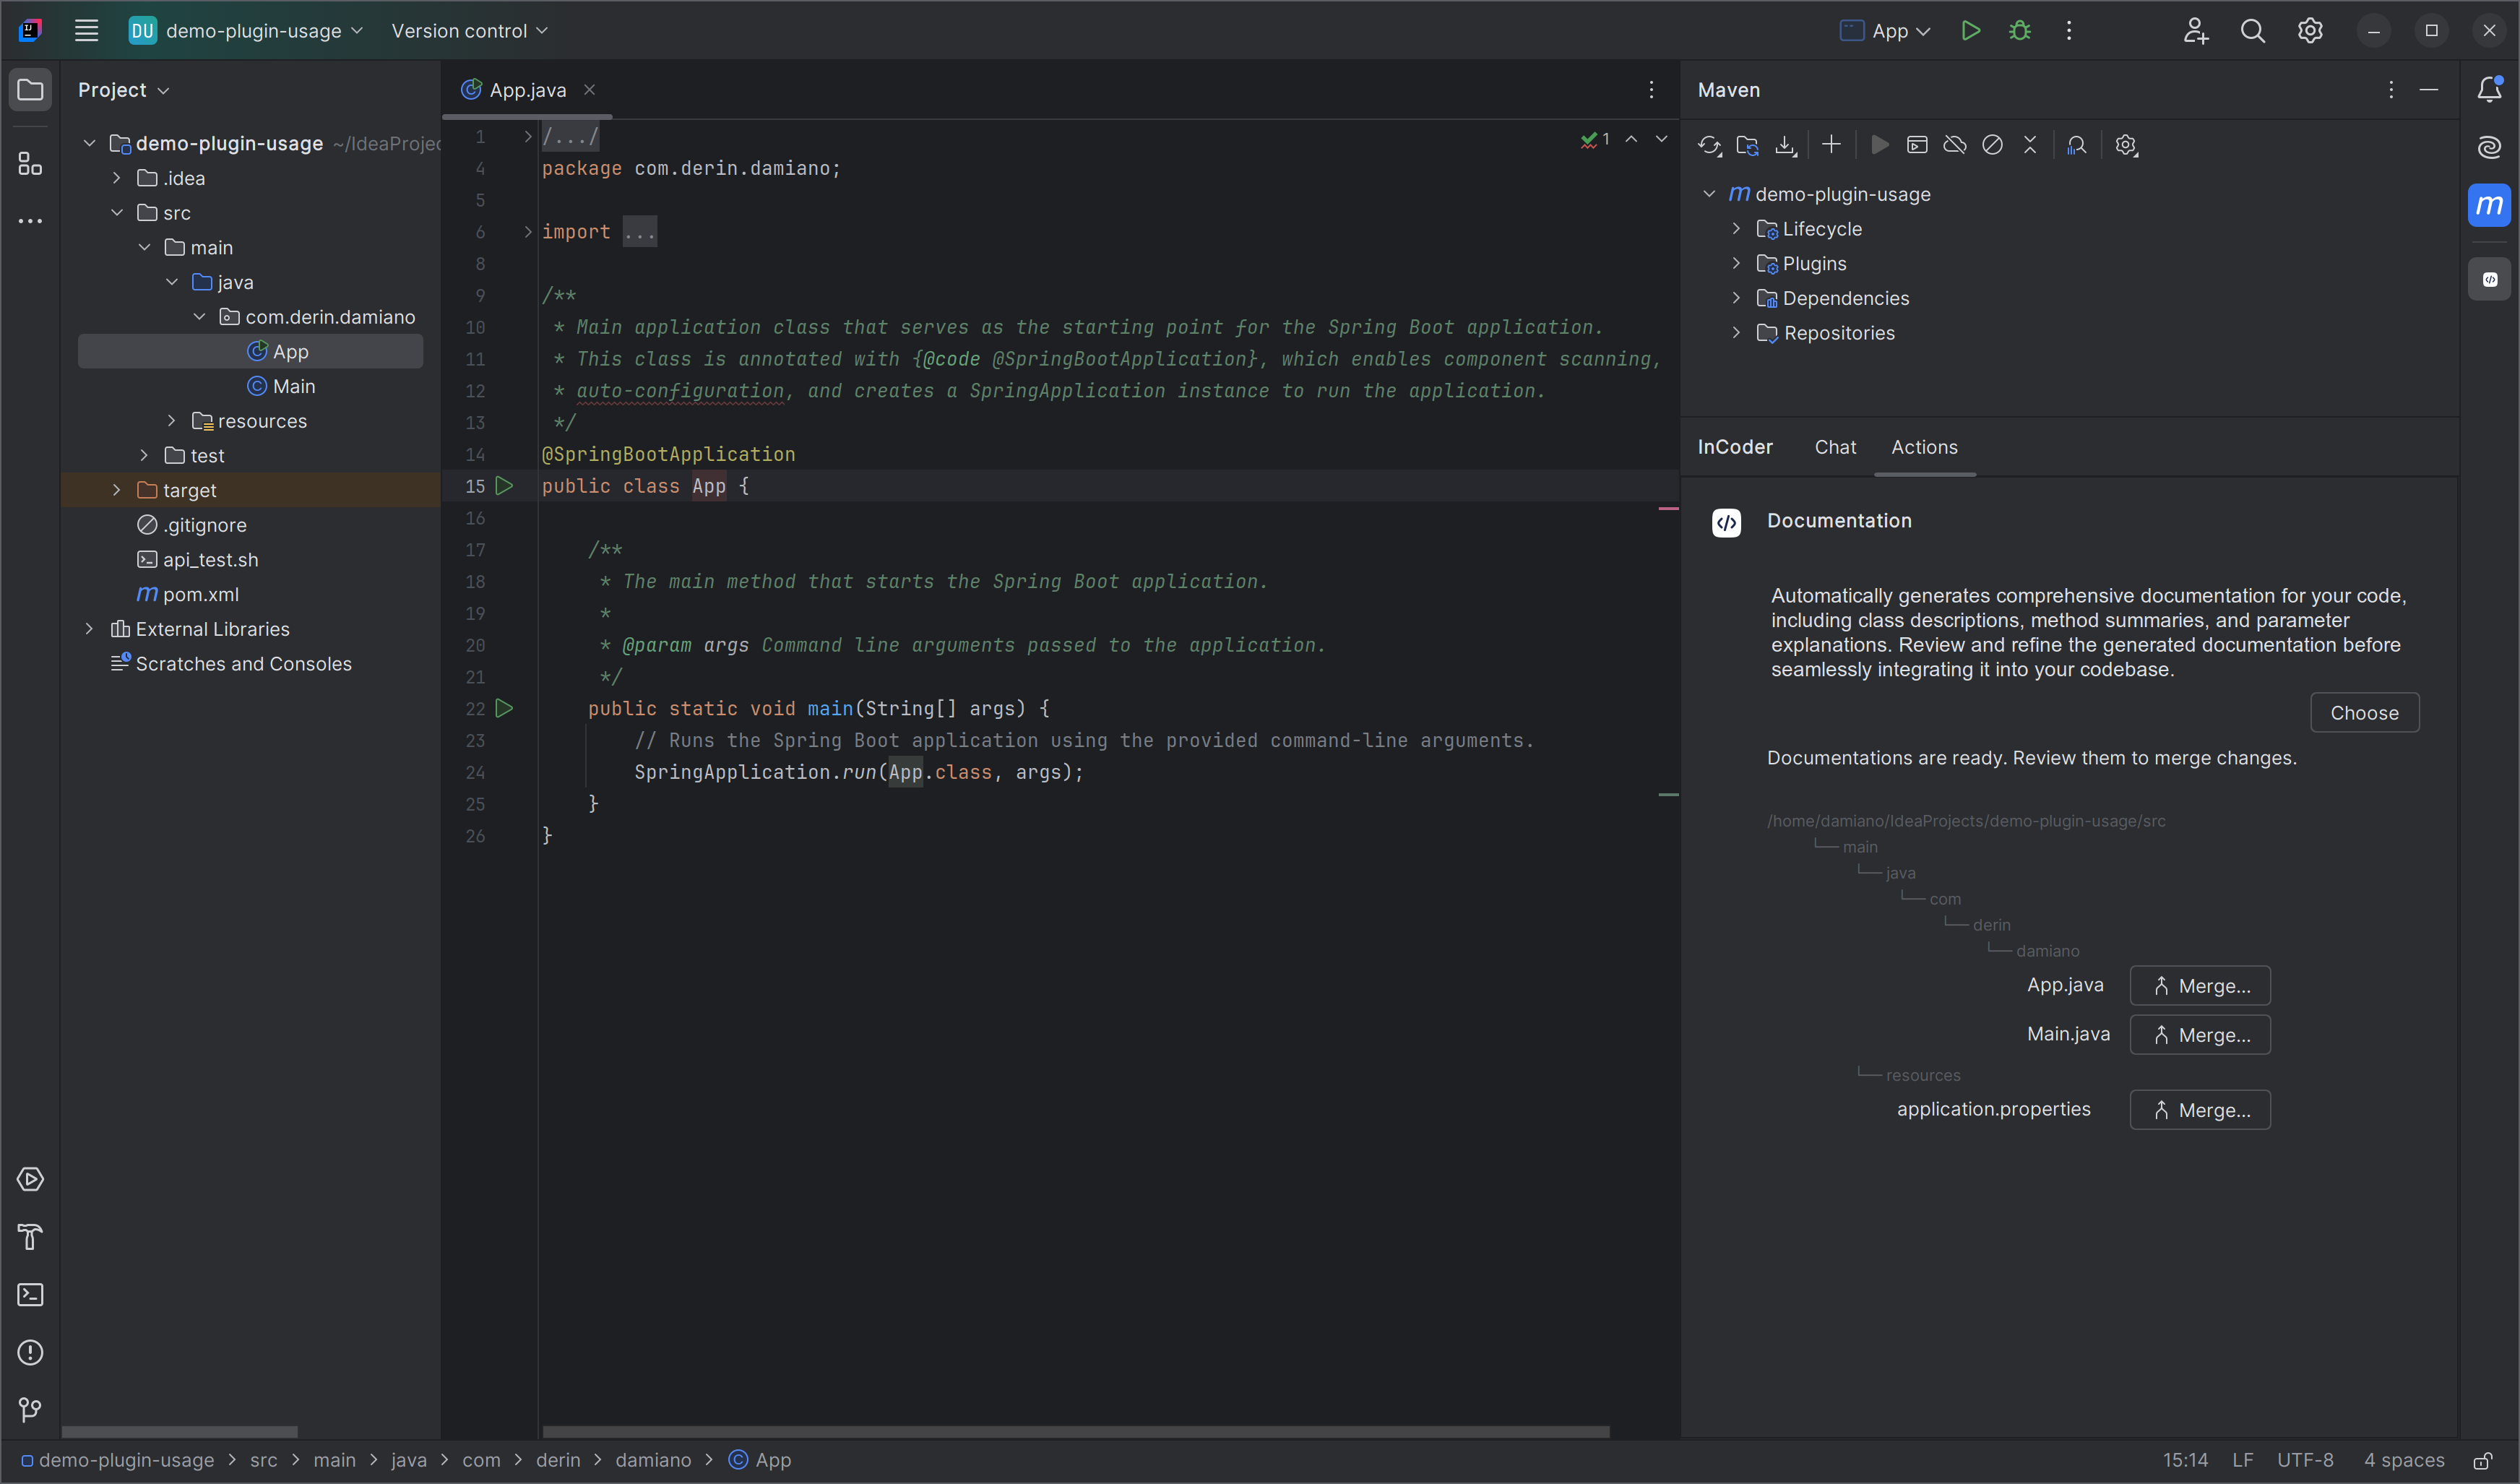 DU demo-plugin-usage Version control App
Project
demo-plugin-usage ~/IdeaProjec
.idea
src
main
java
com.derin.damiano
App
Main
resources
test
target
.gitignore
api_test.sh
m pom.xml
External Libraries
Scratches and Consoles
App.java
1 /.../
4 package com.derin.damiano;
5
6 import ...
8
9 /**
10 * Main application class that serves as the starting point for the Spring Boot application.
11 * This class is annotated with {@code @SpringBootApplication}, which enables component scanning,
12 * auto-configuration, and creates a SpringApplication instance to run the application.
13 */
14 @SpringBootApplication
15 public class App {
16
17 /**
18 * The main method that starts the Spring Boot application.
19 *
20 * @param args Command line arguments passed to the application.
21 */
22 public static void main(String[] args) {
23 // Runs the Spring Boot application using the provided command-line arguments.
24 SpringApplication.run(App.class, args);
25 }
26 }
1
Maven
m demo-plugin-usage
Lifecycle
Plugins
Dependencies
Repositories
m
InCoder Chat Actions
Documentation
Automatically generates comprehensive documentation for your code,
including class descriptions, method summaries, and parameter
explanations. Review and refine the generated documentation before
seamlessly integrating it into your codebase.
Choose
Documentations are ready. Review them to merge changes.
/home/damiano/IdeaProjects/demo-plugin-usage/src
main
java
com
derin
damiano
App.java Merge...
Main.java Merge...
resources
application.properties Merge...
demo-plugin-usage > src > main > java > com > derin > damiano > App
15:14 LF UTF-8 4 spaces